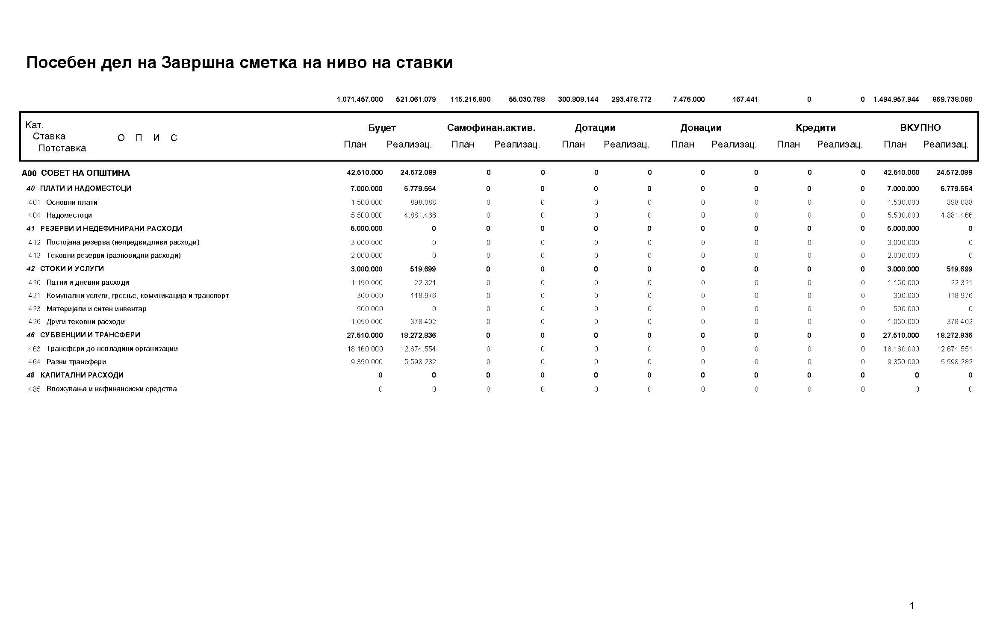 Посебен дел на Завршна сметка на ниво на ставки
1.071.457.000 521.061.079 115.216.800 55.030.788 300.808.144 293.478.772 7.476.000 167.441 0 0 1.494.957.944 869.738.080
Кат.
Ставка
Потставка
О П И С
Буџет Самофинан.актив. Дотации Донации Кредити ВКУПНО
План Реализац. План Реализац. План Реализац. План Реализац. План Реализац. План Реализац.
А00 СОВЕТ НА ОПШТИНА 42.510.000 24.572.089 0 0 0 0 0 0 0 0 42.510.000 24.572.089
40 ПЛАТИ И НАДОМЕСТОЦИ 7.000.000 5.779.554 0 0 0 0 0 0 0 0 7.000.000 5.779.554
401 Основни плати 1.500.000 898.088 0 0 0 0 0 0 0 0 1.500.000 898.088
404 Надоместоци 5.500.000 4.881.466 0 0 0 0 0 0 0 0 5.500.000 4.881.466
41 РЕЗЕРВИ И НЕДЕФИНИРАНИ РАСХОДИ 5.000.000 0 0 0 0 0 0 0 0 0 5.000.000 0
412 Постојана резерва (непредвидливи расходи) 3.000.000 0 0 0 0 0 0 0 0 0 3.000.000 0
413 Тековни резерви (разновидни расходи) 2.000.000 0 0 0 0 0 0 0 0 0 2.000.000 0
42 СТОКИ И УСЛУГИ 3.000.000 519.699 0 0 0 0 0 0 0 0 3.000.000 519.699
420 Патни и дневни расходи 1.150.000 22.321 0 0 0 0 0 0 0 0 1.150.000 22.321
421 Комунални услуги, греење, комуникација и транспорт 300.000 118.976 0 0 0 0 0 0 0 0 300.000 118.976
423 Материјали и ситен инвентар 500.000 0 0 0 0 0 0 0 0 0 500.000 0
426 Други тековни расходи 1.050.000 378.402 0 0 0 0 0 0 0 0 1.050.000 378.402
46 СУБВЕНЦИИ И ТРАНСФЕРИ 27.510.000 18.272.836 0 0 0 0 0 0 0 0 27.510.000 18.272.836
463 Трансфери до невладини организации 18.160.000 12.674.554 0 0 0 0 0 0 0 0 18.160.000 12.674.554
464 Разни трансфери 9.350.000 5.598.282 0 0 0 0 0 0 0 0 9.350.000 5.598.282
48 КАПИТАЛНИ РАСХОДИ 0 0 0 0 0 0 0 0 0 0 0 0
485 Вложувања и нефинансиски средства 0 0 0 0 0 0 0 0 0 0 0 0
1